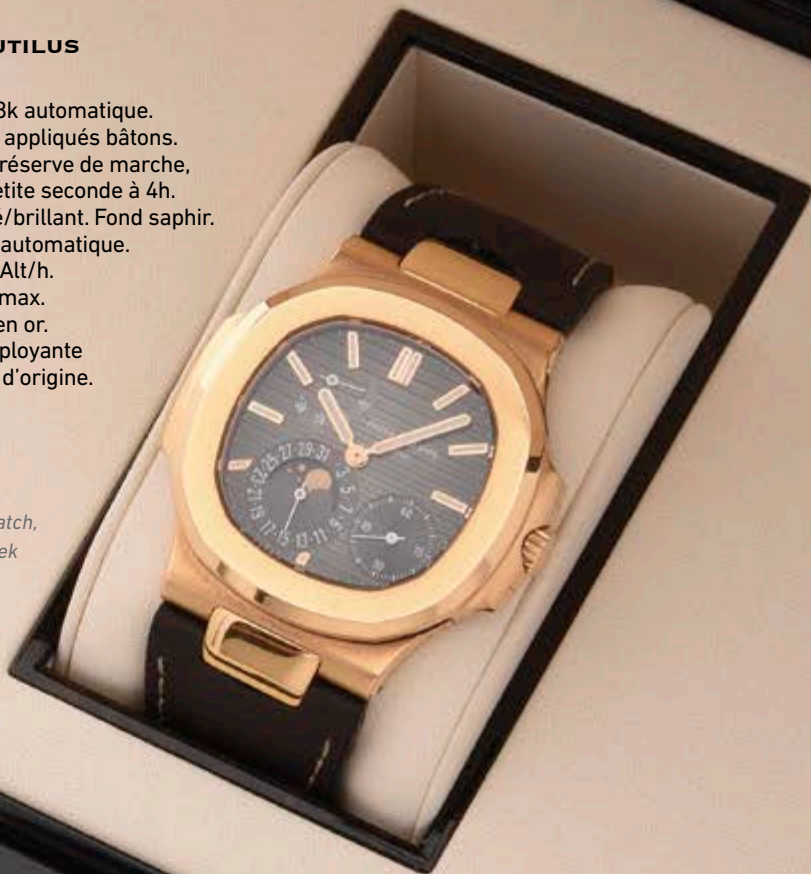 UTILUS
8k automatique.
appliqués bâtons.
réserve de marche,
etite seconde à 4h.
é/brillant. Fond saphir.
automatique.
Alt/h.
max.
en or.
ployante
d'origine.
atch,
ek